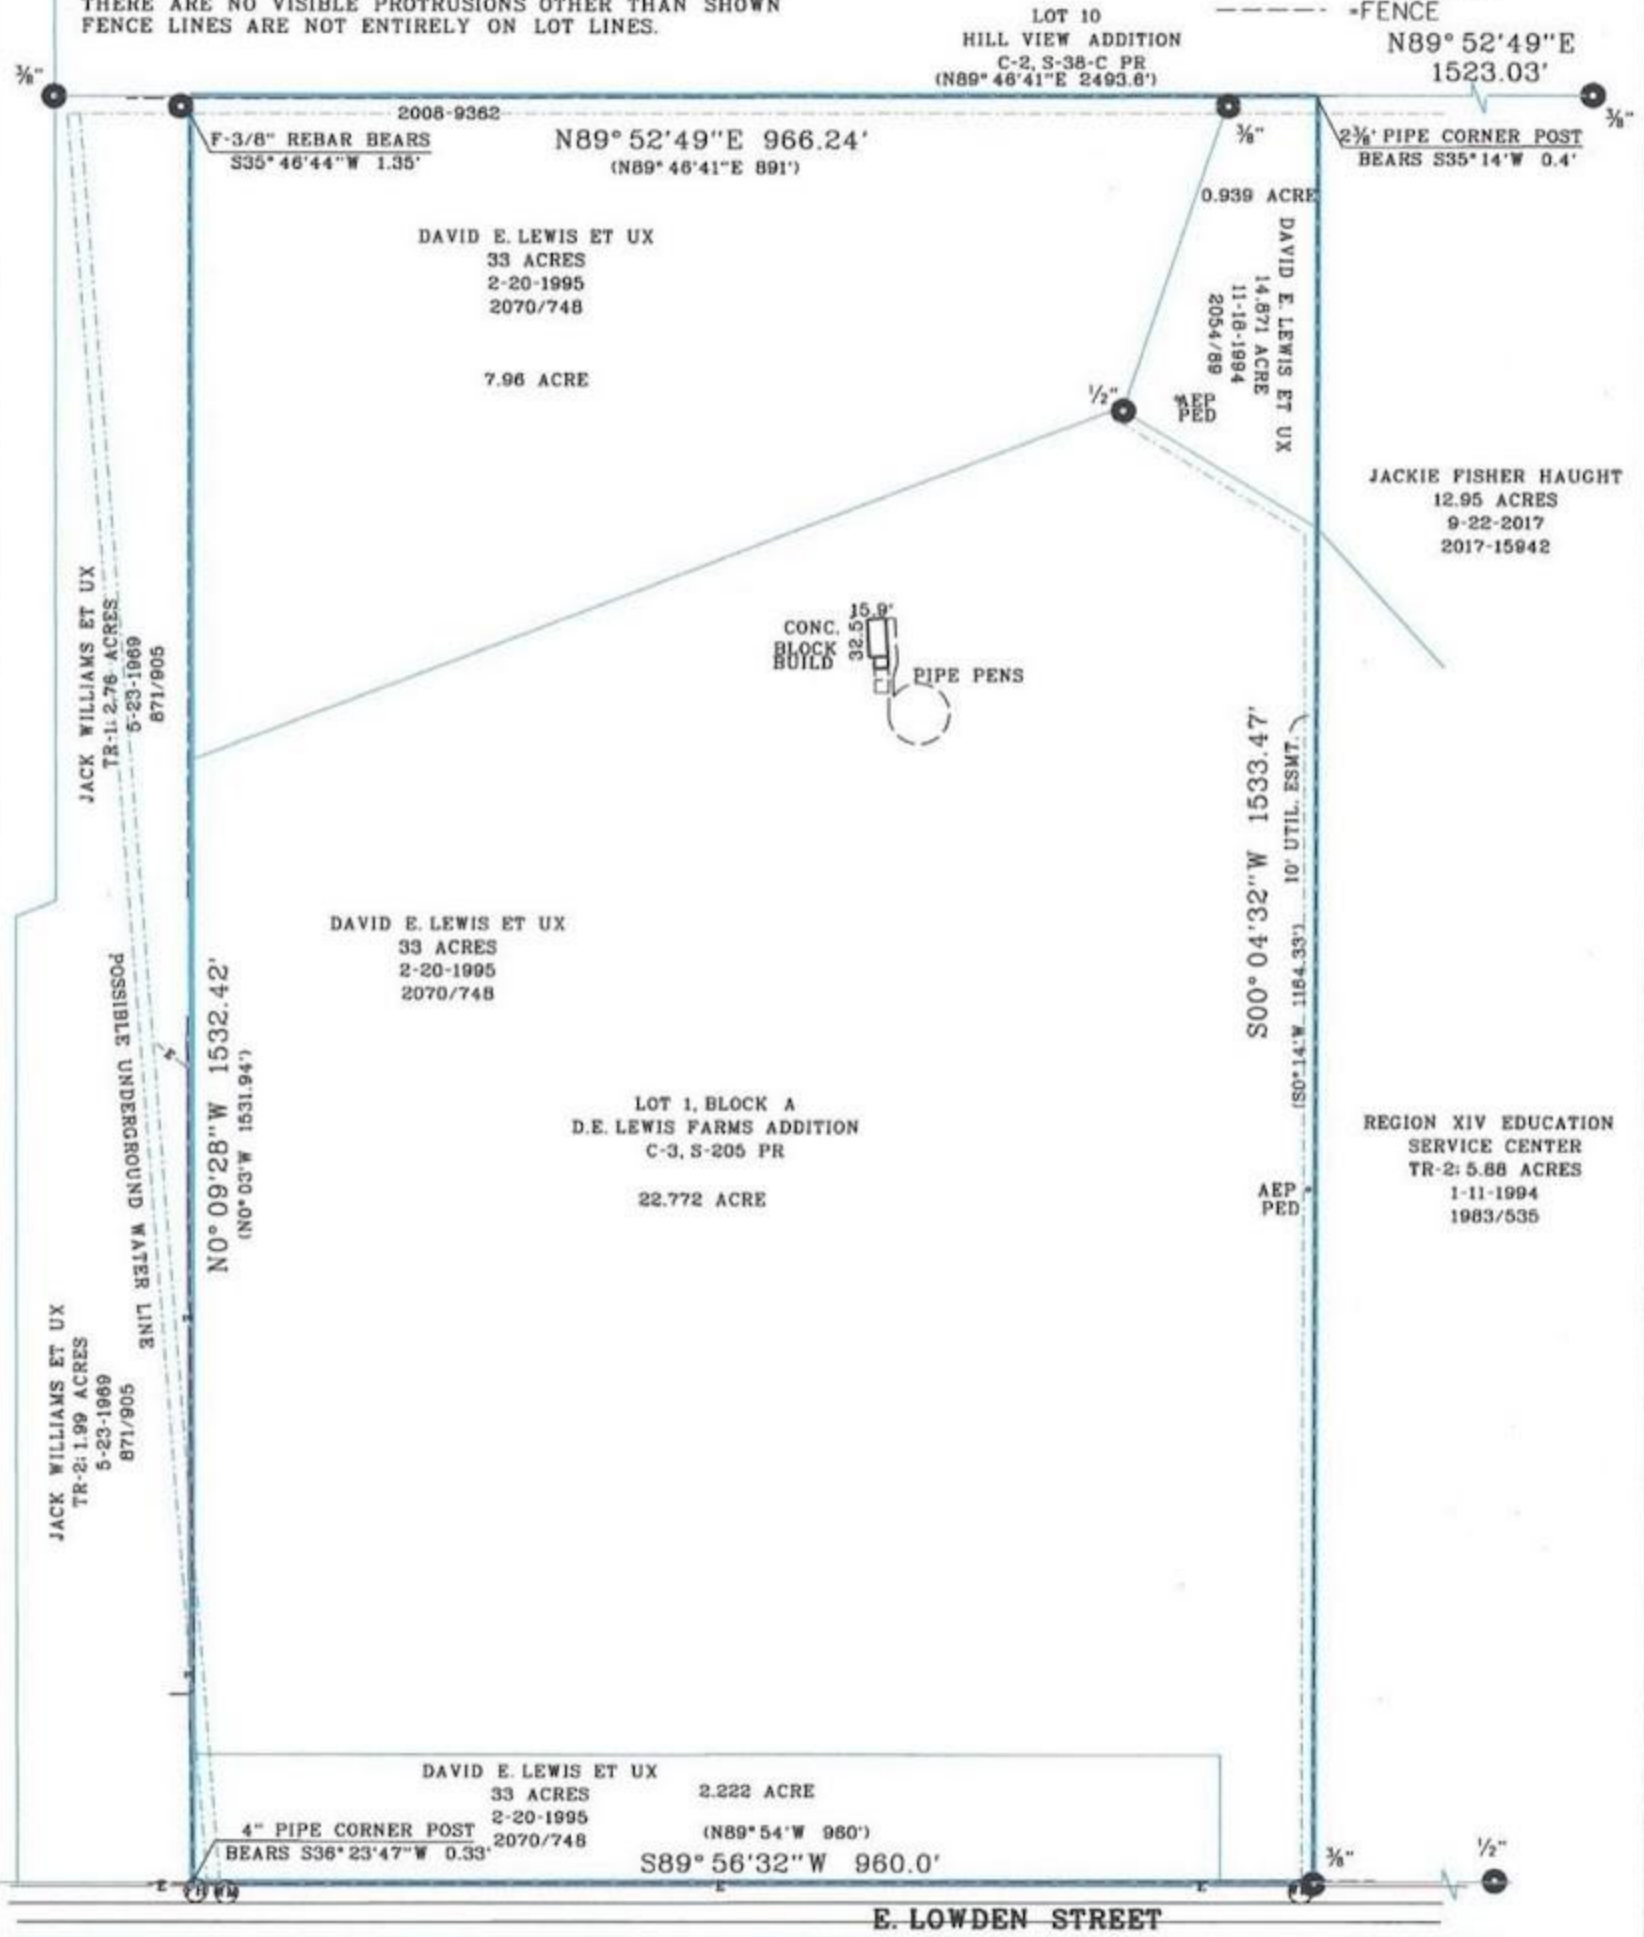 THERE ARE NO VISIBLE PROTRUSIONS OTHER THAN SHOWN
FENCE LINES ARE NOT ENTIRELY ON LOT LINES.
LOT 10
HILL VIEW ADDITION
C-2, S-38-C PR
(N89°46'41"E 2493.6')
=FENCE
N89°52'49"E
1523.03'
3/8"
2008-9362
F-3/8" REBAR BEARS
S35°46'44"W 1.35'
N89°52'49"E 966.24'
(N89°46'41"E 891')
3/8"
2 3/8' PIPE CORNER POST
BEARS S35°14'W 0.4'
3/8"
0.939 ACRE
DAVID E. LEWIS ET UX
33 ACRES
2-20-1995
2070/748
7.96 ACRE
DAVID E. LEWIS ET UX
14.871 ACRE
11-18-1994
2054/89
1/2"
AEP
PED
JACKIE FISHER HAUGHT
12.95 ACRES
9-22-2017
2017-15942
JACK WILLIAMS ET UX
TR-1: 2.76 ACRES
5-23-1969
871/905
CONC.
BLOCK
BUILD
15.9'
32.5'
PIPE PENS
S00°04'32"W 1533.47'
10' UTIL. ESMT.
(S0°14'W 1164.33')
DAVID E. LEWIS ET UX
33 ACRES
2-20-1995
2070/748
POSSIBLE UNDERGROUND WATER LINE
N0°09'28"W 1532.42'
(N0°03'W 1531.94')
LOT 1, BLOCK A
D.E. LEWIS FARMS ADDITION
C-3, S-205 PR
22.772 ACRE
REGION XIV EDUCATION
SERVICE CENTER
TR-2: 5.88 ACRES
1-11-1994
1983/535
AEP
PED
JACK WILLIAMS ET UX
TR-2: 1.99 ACRES
5-23-1969
871/905
DAVID E. LEWIS ET UX
33 ACRES
2-20-1995
2070/748
2.222 ACRE
4" PIPE CORNER POST
BEARS S36°23'47"W 0.33'
(N89°54'W 960')
S89°56'32"W 960.0'
3/8"
1/2"
E. LOWDEN STREET